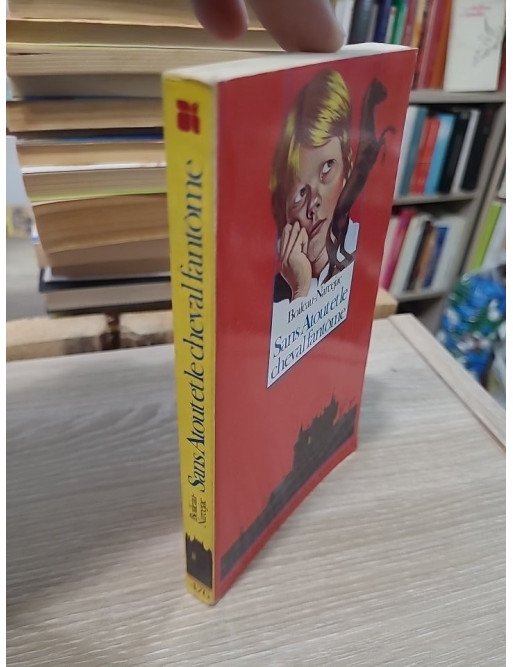 Sans Atout et le cheval fantôme
Boileau-
Narcejac
Boileau-Narcejac
Sans Atout et le
cheval fantôme